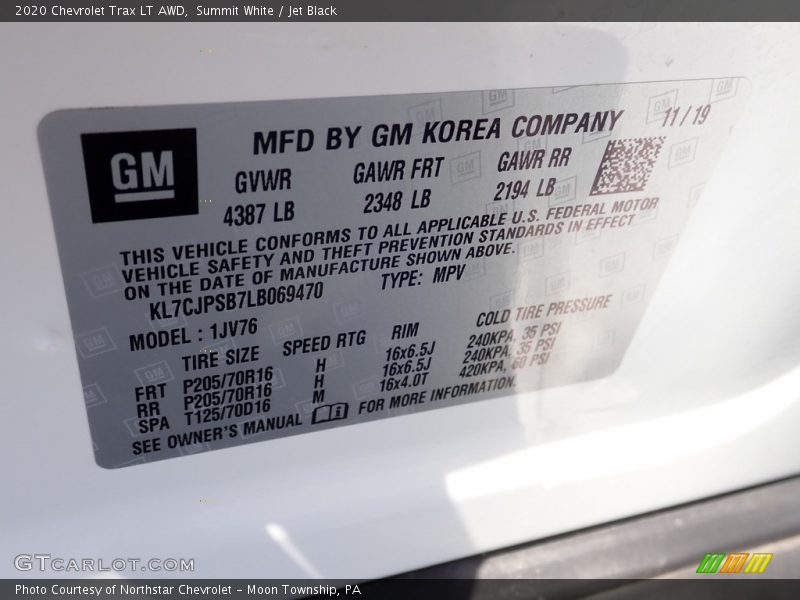 2020 Chevrolet Trax LT AWD,  Summit White / Jet Black
GM
MFD BY GM KOREA COMPANY 11 / 19
GVWR GAWR FRT GAWR RR
4387 LB 2348 LB 2194 LB
THIS VEHICLE CONFORMS TO ALL APPLICABLE U.S. FEDERAL MOTOR
VEHICLE SAFETY AND THEFT PREVENTION STANDARDS IN EFFECT
ON THE DATE OF MANUFACTURE SHOWN ABOVE.
KL7CJPSB7LB069470 TYPE: MPV
MODEL : 1JV76
TIRE SIZE SPEED RTG RIM COLD TIRE PRESSURE
FRT P205/70R16 H 16x6.5J 240KPA, 35 PSI
RR P205/70R16 H 16x6.5J 240KPA, 35 PSI
SPA T125/70D16 M 16x4.0T 420KPA, 60 PSI
SEE OWNER'S MANUAL FOR MORE INFORMATION.
GTCARLOT.COM
Photo Courtesy of Northstar Chevrolet - Moon Township, PA